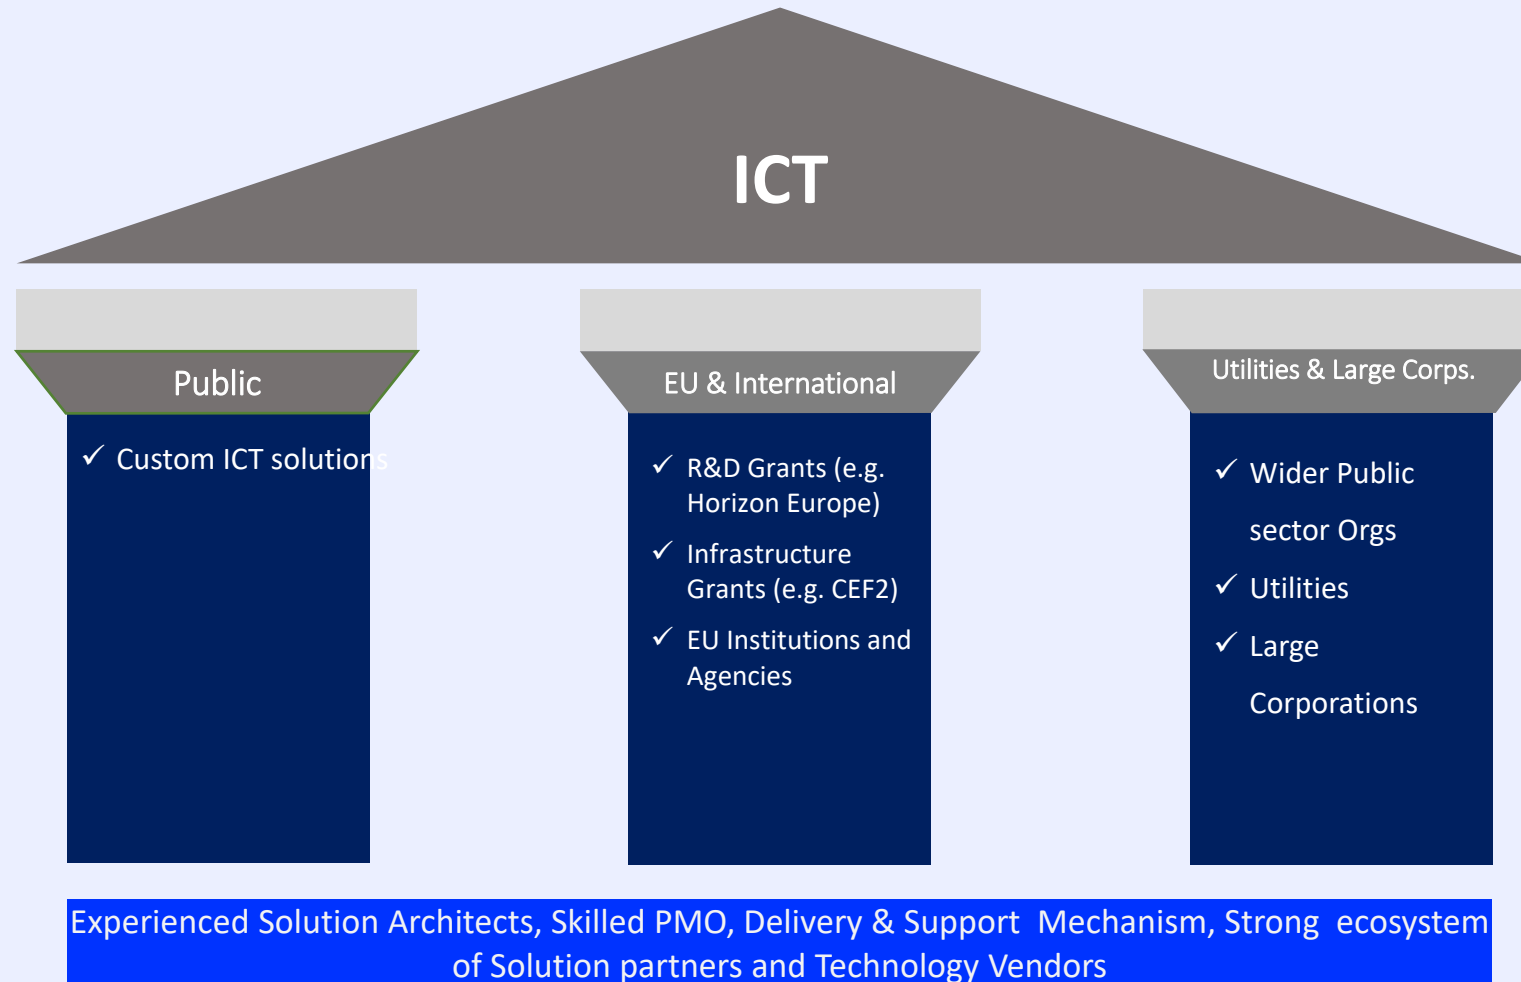 ICT
Public
✓ Custom ICT solutions
EU & International
✓ R&D Grants (e.g.
Horizon Europe)
✓ Infrastructure
Grants (e.g. CEF2)
✓ EU Institutions and
Agencies
Utilities & Large Corps.
✓ Wider Public
sector Orgs
✓ Utilities
✓ Large
Corporations
Experienced Solution Architects, Skilled PMO, Delivery & Support Mechanism, Strong ecosystem
of Solution partners and Technology Vendors